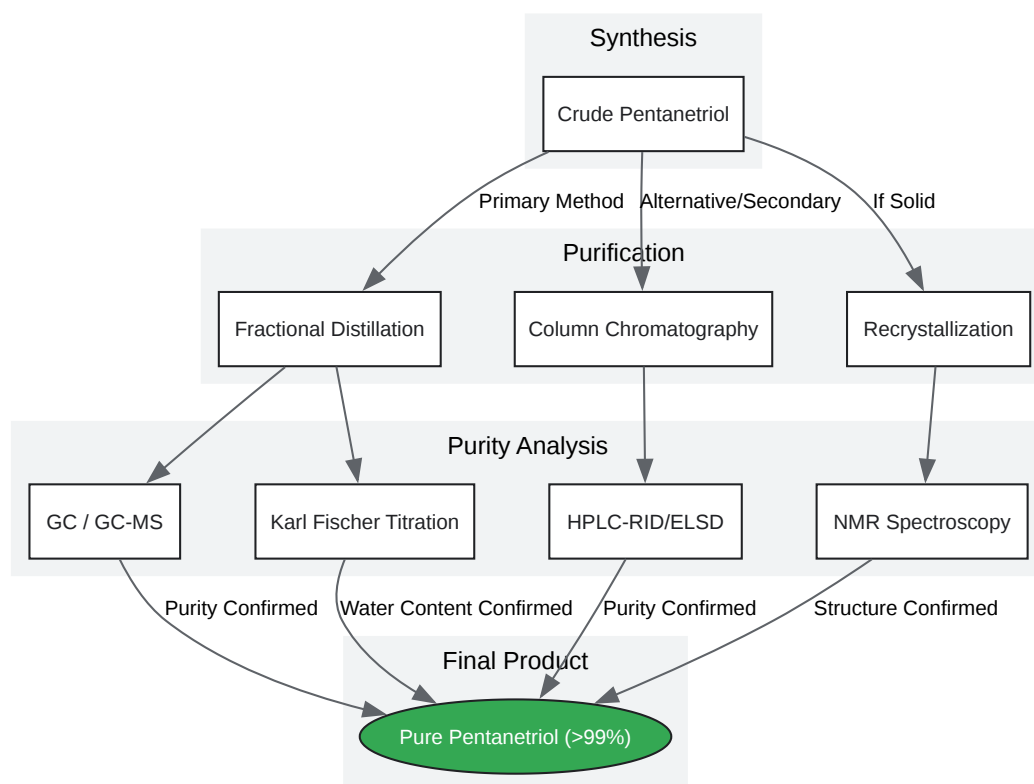 Synthesis
Crude Pentanetriol
Primary Method
Alternative/Secondary
If Solid
Purification
Fractional Distillation
Column Chromatography
Recrystallization
Purity Analysis
GC / GC-MS
Karl Fischer Titration
HPLC-RID/ELSD
NMR Spectroscopy
Purity Confirmed
Water Content Confirmed
Purity Confirmed
Structure Confirmed
Final Product
Pure Pentanetriol (>99%)